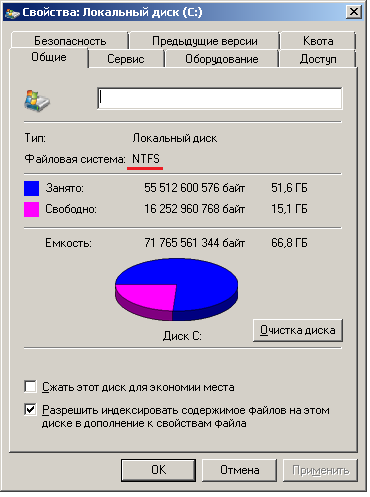 Свойства: Локальный диск (C:)
Безопасность Предыдущие версии Квота
Общие Сервис Оборудование Доступ
Тип: Локальный диск
Файловая система: NTFS
Занято: 55 512 600 576 байт 51,6 ГБ
Свободно: 16 252 960 768 байт 15,1 ГБ
Емкость: 71 765 561 344 байт 66,8 ГБ
Диск C:
Очистка диска
Сжать этот диск для экономии места
Разрешить индексировать содержимое файлов на этом
диске в дополнение к свойствам файла
OK Отмена Применить